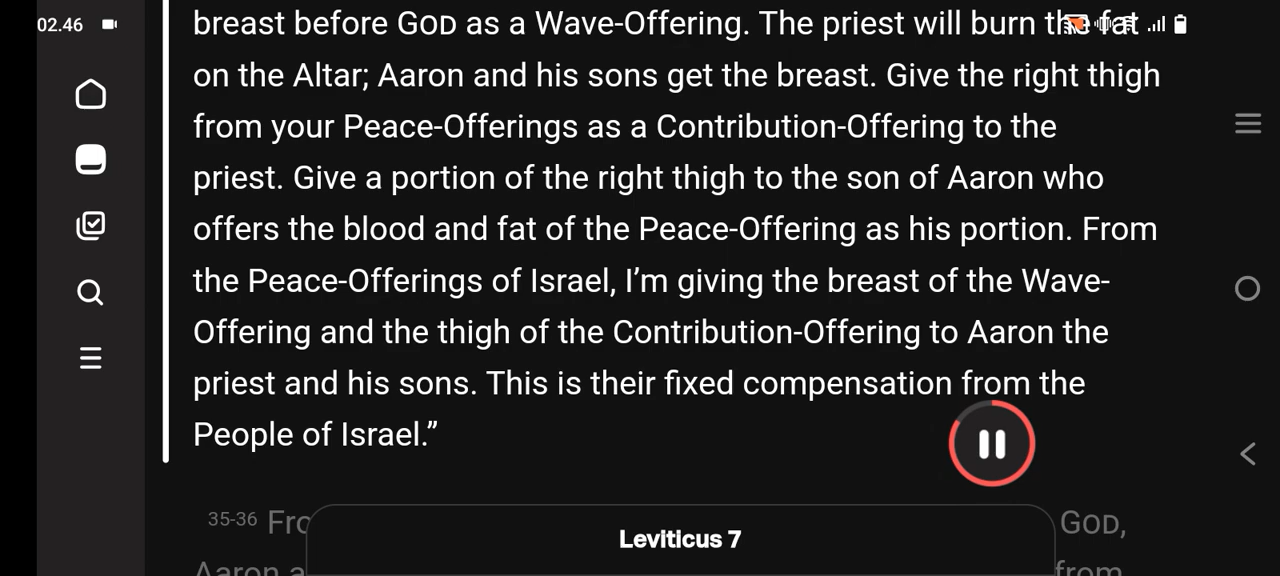 02.46
breast before GOD as a Wave-Offering. The priest will burn the fat
on the Altar; Aaron and his sons get the breast. Give the right thigh
from your Peace-Offerings as a Contribution-Offering to the
priest. Give a portion of the right thigh to the son of Aaron who
offers the blood and fat of the Peace-Offering as his portion. From
the Peace-Offerings of Israel, I’m giving the breast of the Wave-
Offering and the thigh of the Contribution-Offering to Aaron the
priest and his sons. This is their fixed compensation from the
People of Israel.”
35-36 GOD,
Leviticus 7
Aaron from